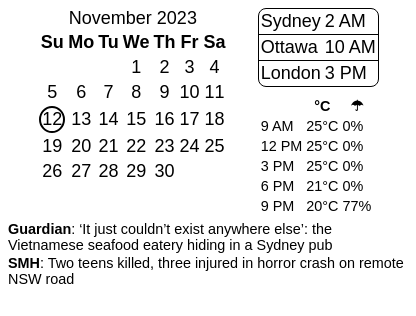 November 2023
Su Mo Tu We Th Fr Sa
1 2 3 4
5 6 7 8 9 10 11
12 13 14 15 16 17 18
19 20 21 22 23 24 25
26 27 28 29 30
Sydney 2 AM
Ottawa 10 AM
London 3 PM
°C ☂
9 AM 25°C 0%
12 PM 25°C 0%
3 PM 25°C 0%
6 PM 21°C 0%
9 PM 20°C 77%
Guardian: ‘It just couldn’t exist anywhere else’: the
Vietnamese seafood eatery hiding in a Sydney pub
SMH: Two teens killed, three injured in horror crash on remote
NSW road